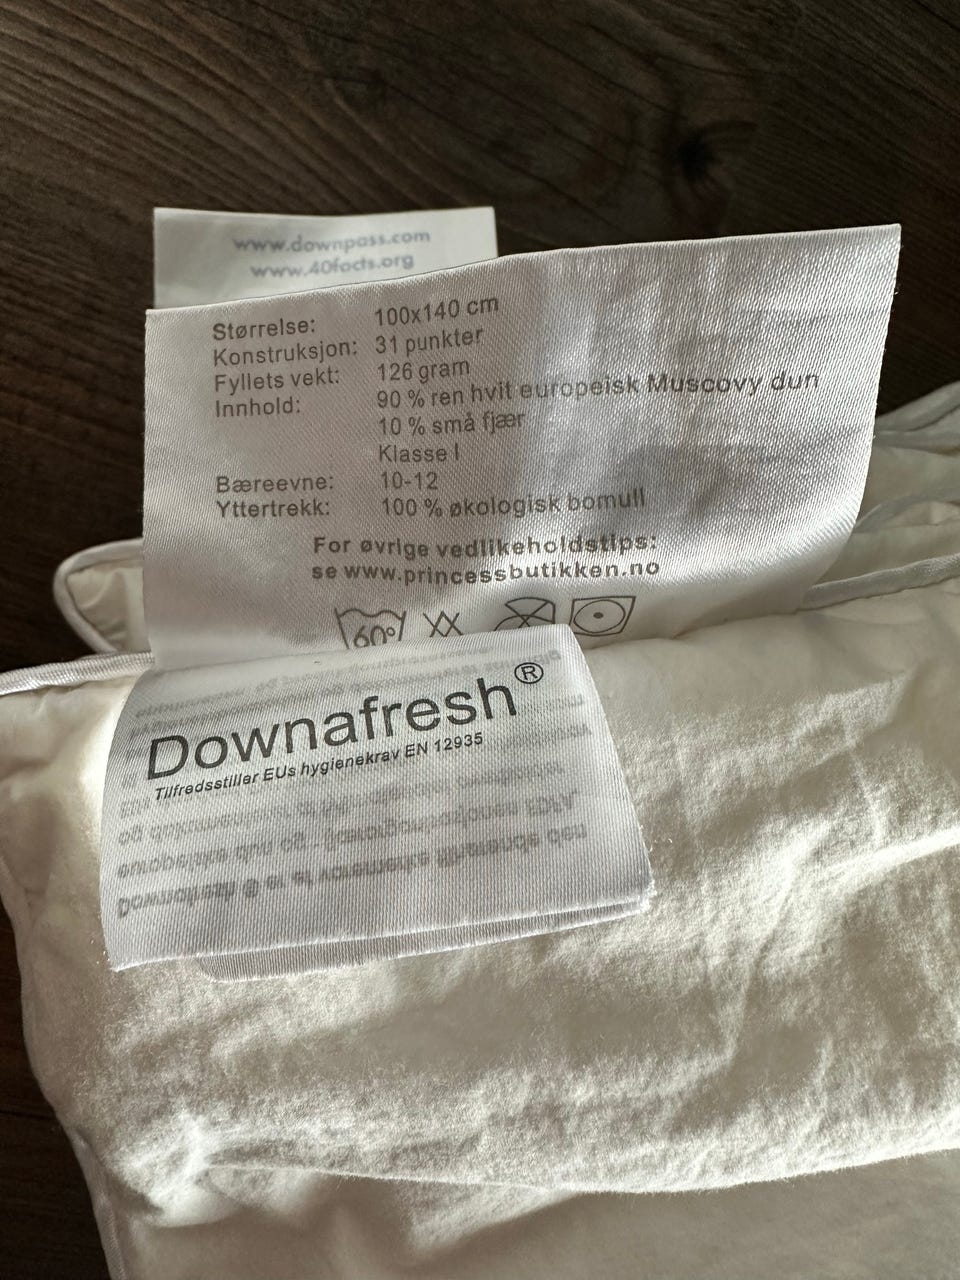 www.downpass.com
www.40facts.org
Størrelse: 100x140 cm
Konstruksjon: 31 punkter
Fyllets vekt: 126 gram
Innhold: 90 % ren hvit europeisk Muscovy dun
10 % små fjær
Klasse I
Bæreevne: 10-12
Yttertrekk: 100 % økologisk bomull
For øvrige vedlikeholdstips:
se www.princessbutikken.no
60°
Downafresh®
Tilfredsstiller EUs hygienekrav EN 12935